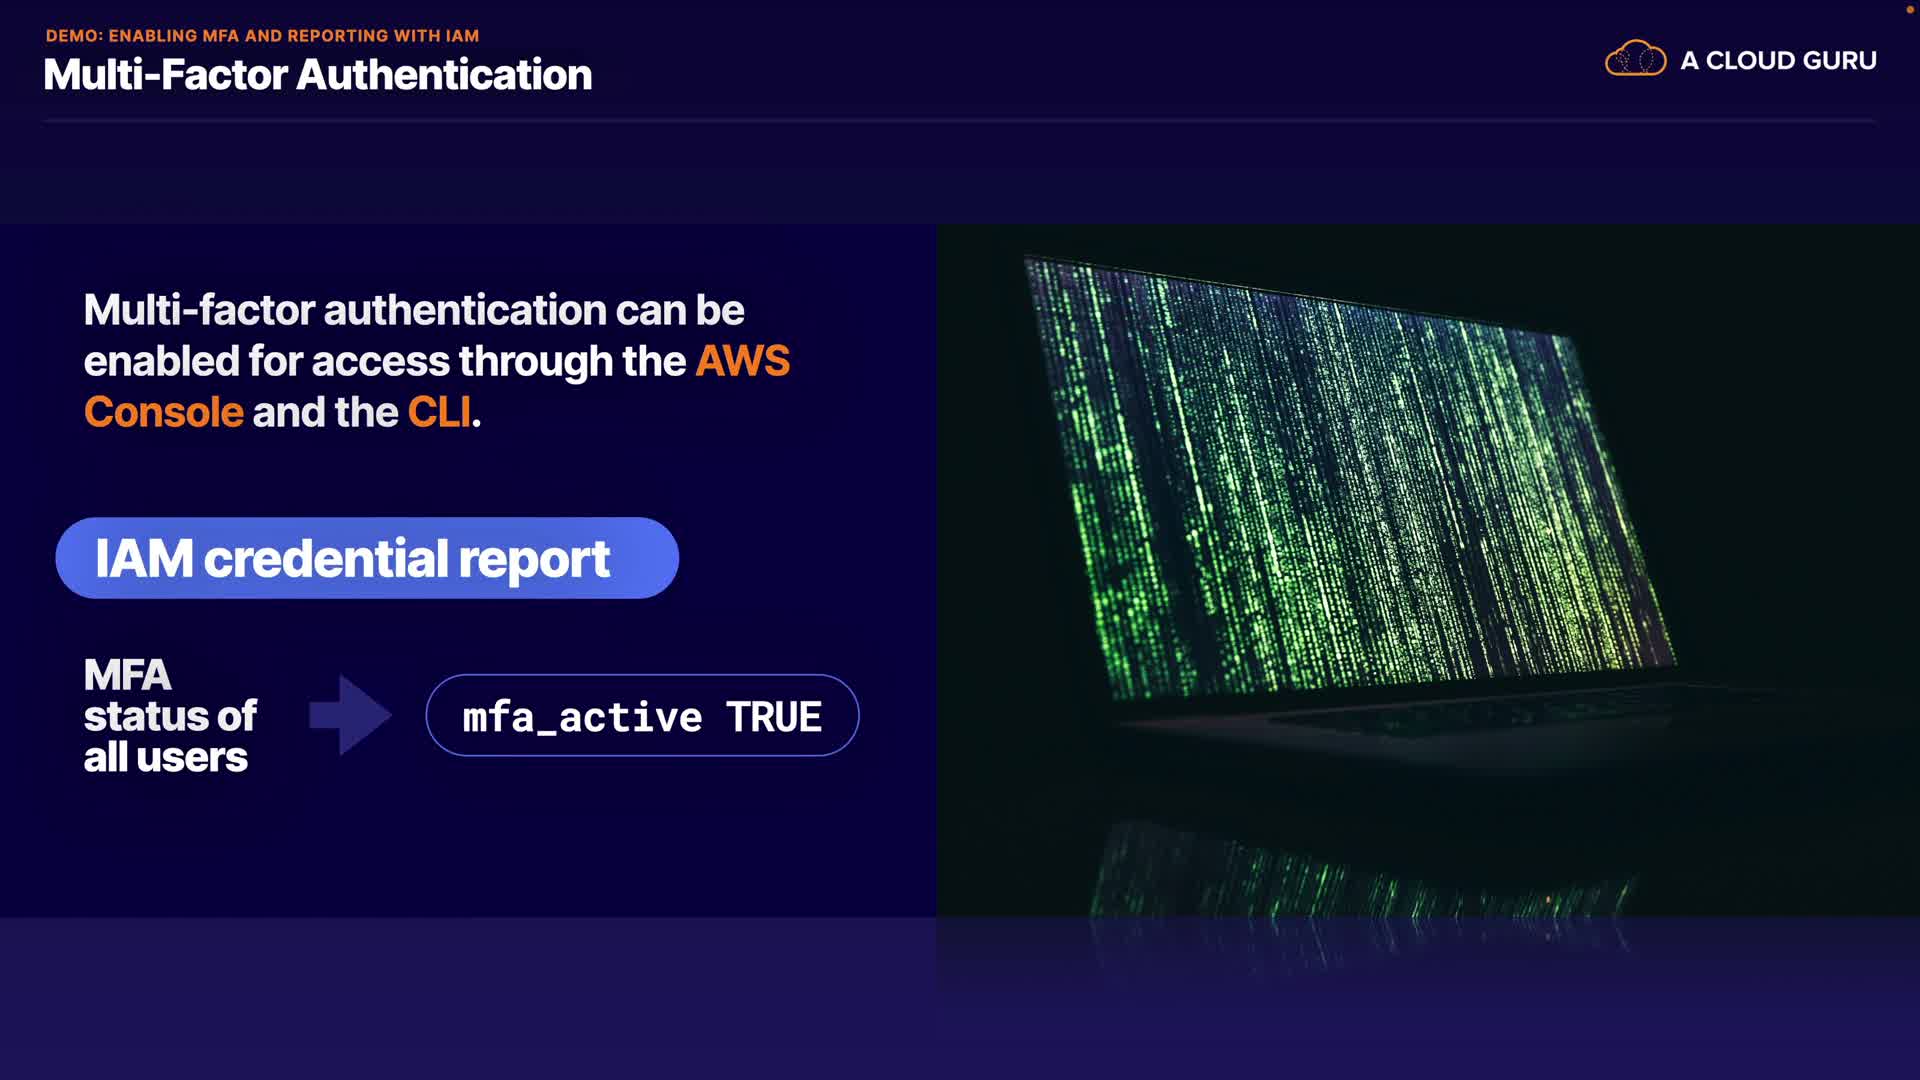 DEMO: ENABLING MFA AND REPORTING WITH IAM
Multi-Factor Authentication
A CLOUD GURU
Multi-factor authentication can be
enabled for access through the AWS
Console and the CLI.
IAM credential report
MFA
status of
all users
mfa_active TRUE